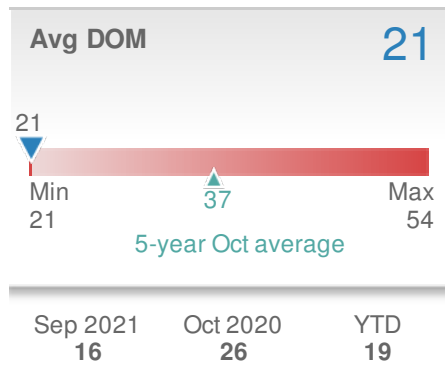 Avg DOM 21
21
Min 37 Max
21 54
5-year Oct average
Sep 2021 Oct 2020 YTD
16 26 19